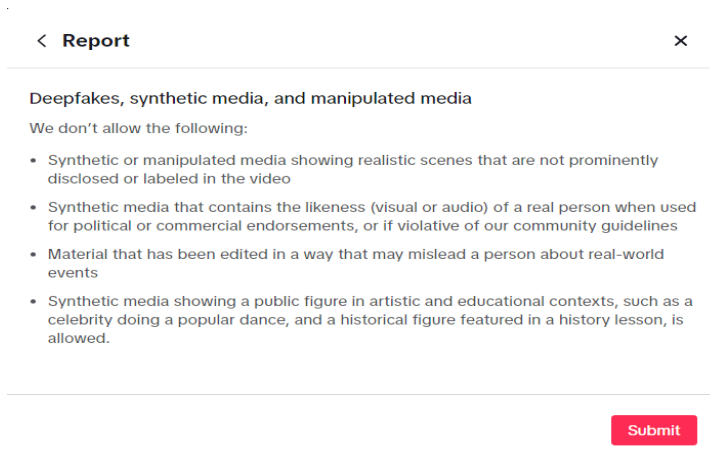 Report
Deepfakes, synthetic media, and manipulated media
We don’t allow the following:
• Synthetic or manipulated media showing realistic scenes that are not prominently
disclosed or labeled in the video
• Synthetic media that contains the likeness (visual or audio) of a real person when used
for political or commercial endorsements, or if violative of our community guidelines
• Material that has been edited in a way that may mislead a person about real-world
events
• Synthetic media showing a public figure in artistic and educational contexts, such as a
celebrity doing a popular dance, and a historical figure featured in a history lesson, is
allowed.
Submit